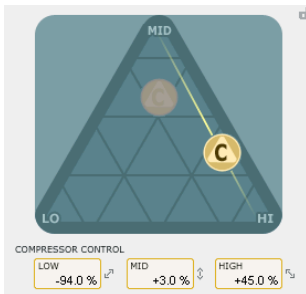 MID
C
C
LO HI
COMPRESSOR CONTROL
LOW MID HIGH
-94.0 % +3.0 % +45.0 %